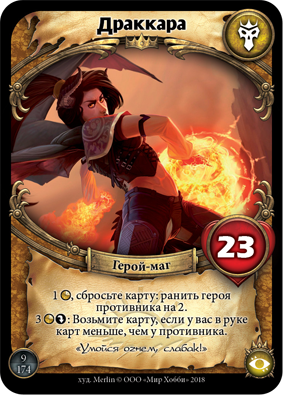 Драккара
23
Герой-маг
1 , сбросьте карту: ранить героя
противника на 2.
3 : Возьмите карту, если у вас в руке
карт меньше, чем у противника.
«Умойся огнем, слабак!»
9
174
худ. Merlin © ООО «Мир Хобби» 2018